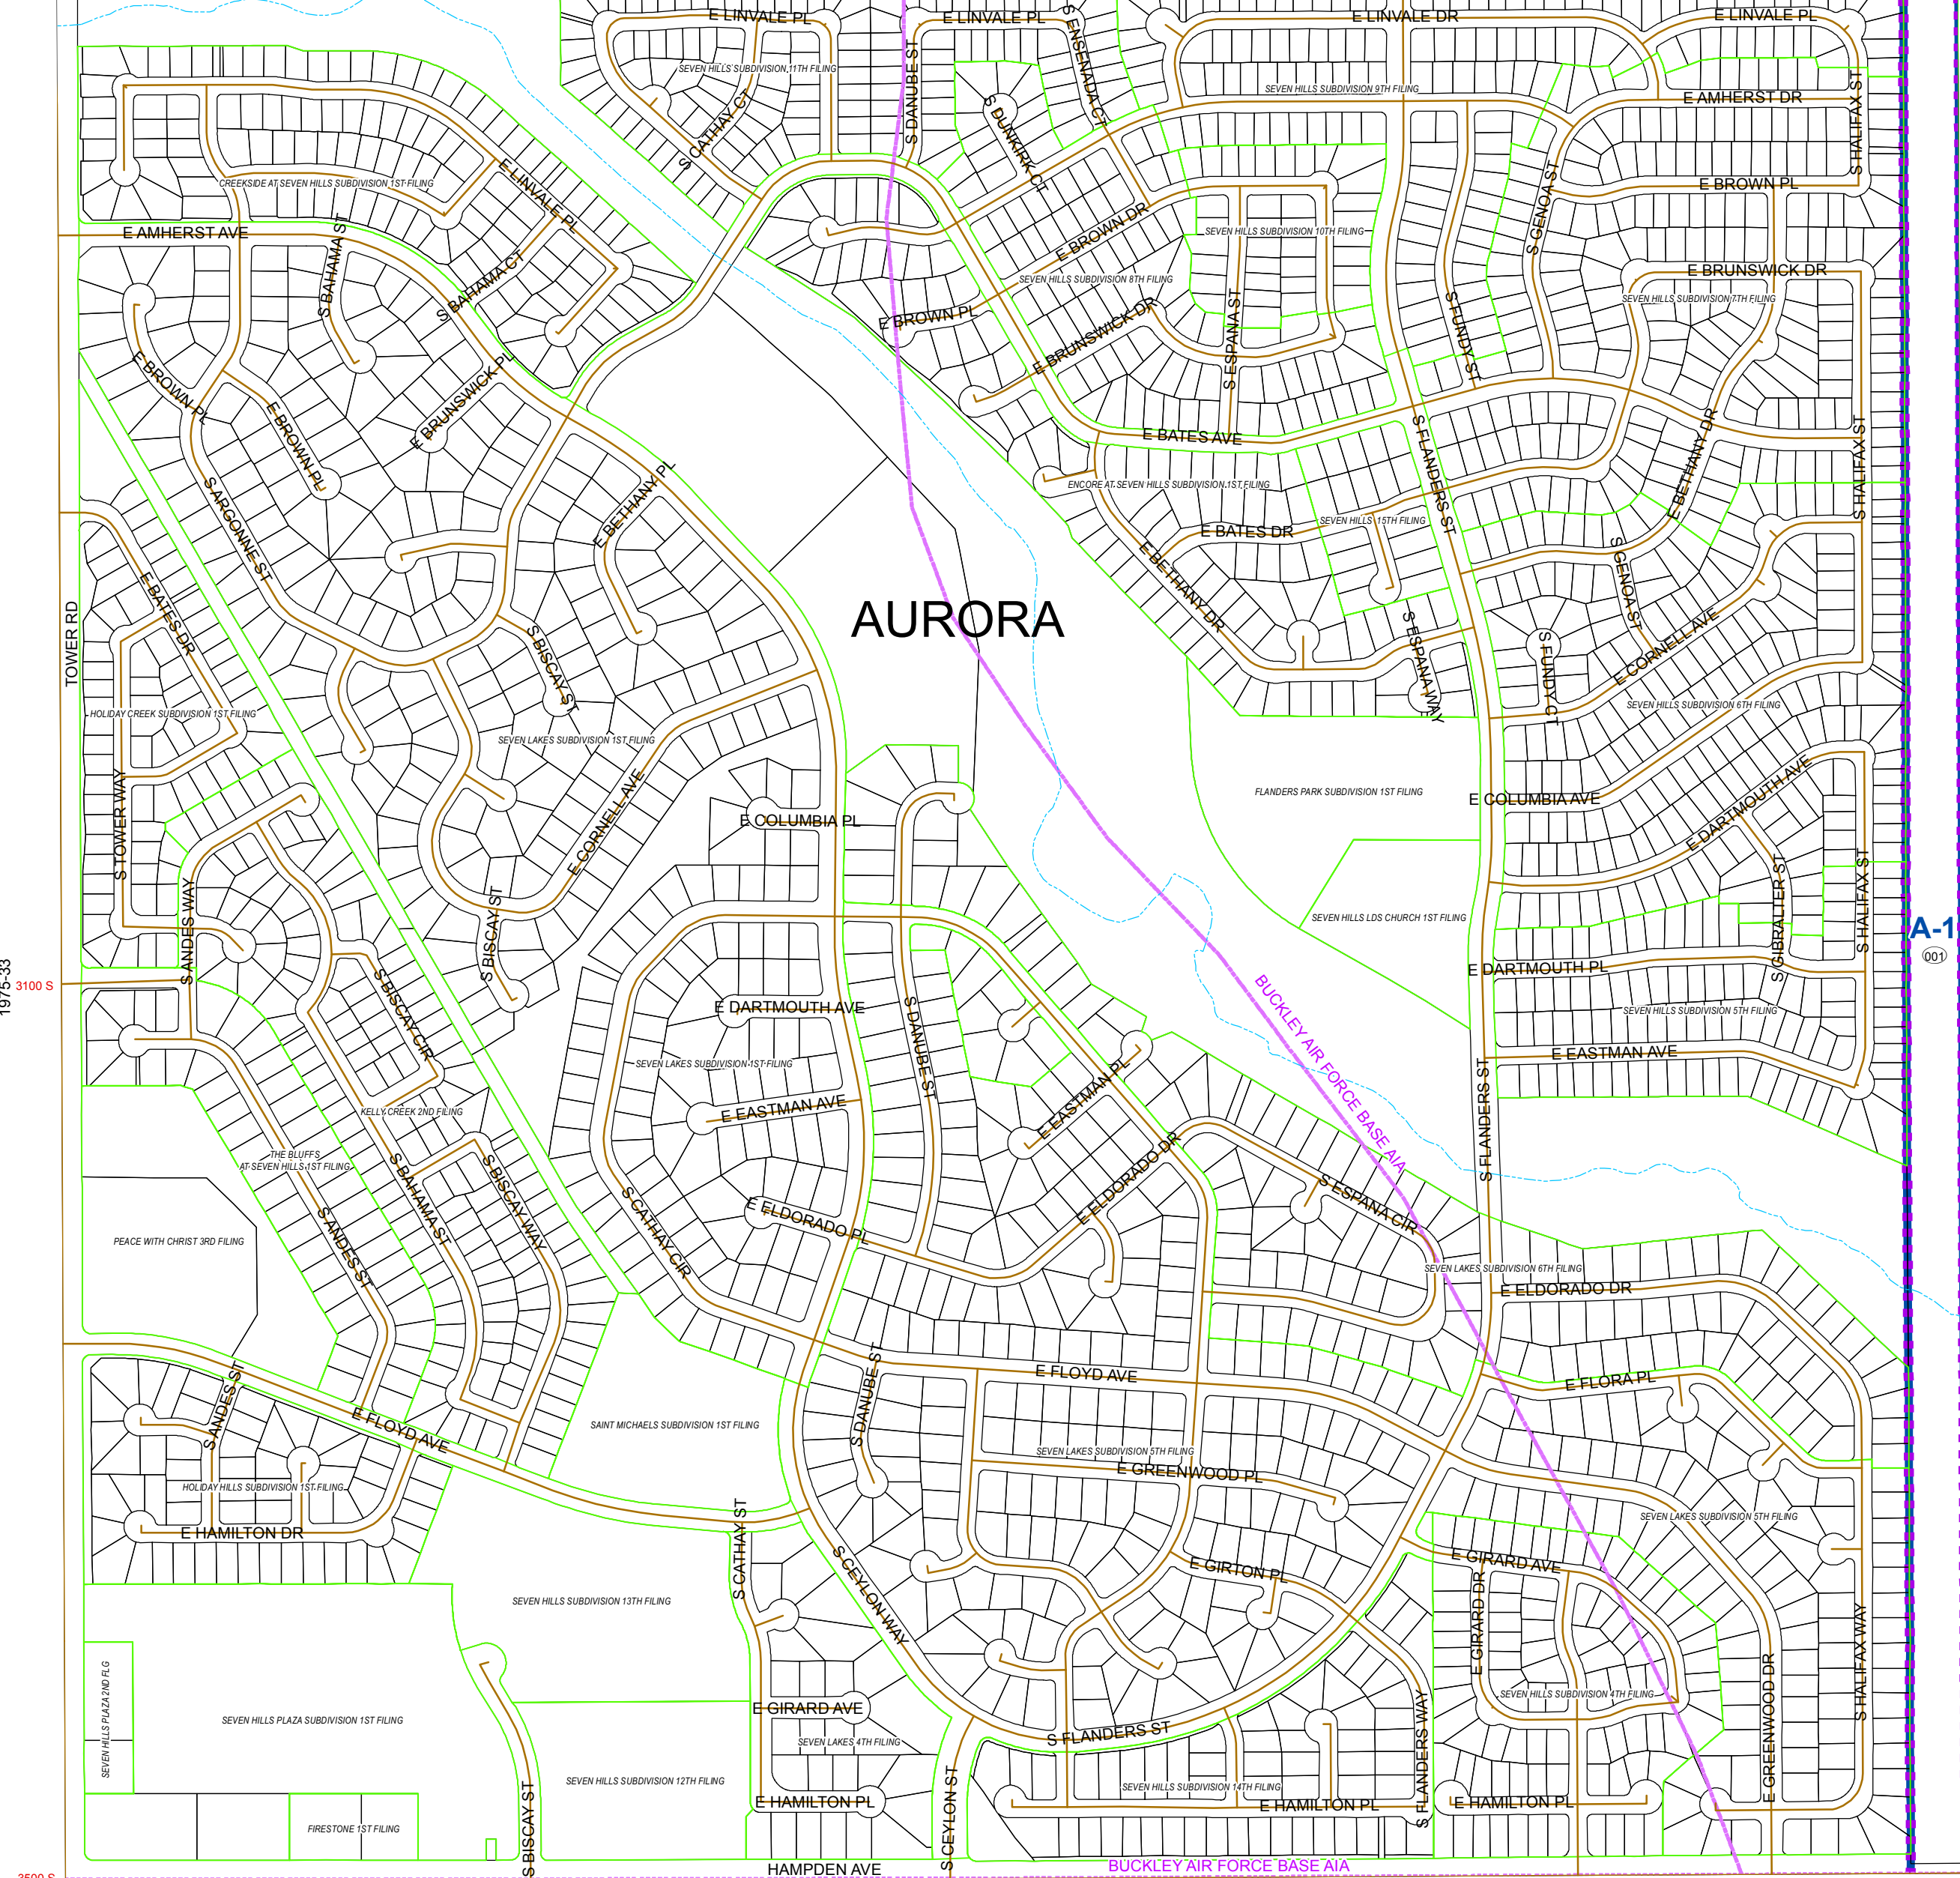 E LINVALE PL
E LINVALE PL
E LINVALE DR
E LINVALE PL
S ENSENADA CT
SEVEN HILLS SUBDIVISION 11TH FILING
S DANUBE ST
SEVEN HILLS SUBDIVISION 9TH FILING
E AMHERST DR
S HALIFAX ST
S CATHAY CT
S DUNKIRK CT
CREEKSIDE AT SEVEN HILLS SUBDIVISION 1ST FILING
E LINVALE PL
E BROWN PL
S GENOA ST
E AMHERST AVE
S BAHAMA ST
E BROWN DR
SEVEN HILLS SUBDIVISION 10TH FILING
S BAHAMA CT
SEVEN HILLS SUBDIVISION 8TH FILING
E BRUNSWICK DR
SEVEN HILLS SUBDIVISION 7TH FILING
E BROWN PL
E BRUNSWICK DR
S ESPANA ST
S FUNDY ST
E BROWN PL
E BROWN PL
E BRUNSWICK PL
E BATES AVE
S FLANDERS ST
E BETHANY DR
S HALIFAX ST
S ARGONNE ST
E BETHANY PL
ENCORE AT SEVEN HILLS SUBDIVISION 1ST FILING
SEVEN HILLS 15TH FILING
E BATES DR
E BETHANY DR
S GENOA ST
E BATES DR
AURORA
TOWER RD
S BISCAY ST
S ESPANA WAY
S FUNDY CT
E CORNELL AVE
HOLIDAY CREEK SUBDIVISION 1ST FILING
SEVEN LAKES SUBDIVISION 1ST FILING
SEVEN HILLS SUBDIVISION 6TH FILING
S TOWER WAY
E CORNELL AVE
E COLUMBIA PL
FLANDERS PARK SUBDIVISION 1ST FILING
E COLUMBIA AVE
E DARTMOUTH AVE
S ANDES WAY
S BISCAY ST
SEVEN HILLS LDS CHURCH 1ST FILING
S GIBRALTER ST
S HALIFAX ST
A-1
001
1975-33
3100 S
S BISCAY CIR
E DARTMOUTH AVE
S DANUBE ST
BUCKLEY AIR FORCE BASE AIA
E DARTMOUTH PL
SEVEN HILLS SUBDIVISION 5TH FILING
E EASTMAN AVE
SEVEN LAKES SUBDIVISION 1ST FILING
E EASTMAN PL
S FLANDERS ST
KELLY CREEK 2ND FILING
E EASTMAN AVE
THE BLUFFS
AT SEVEN HILLS 1ST FILING
S BAHAMA ST
S BISCAY WAY
S ANDES ST
S CATHAY CIR
E ELDORADO PL
E ELDORADO DR
S ESPANA CIR
PEACE WITH CHRIST 3RD FILING
SEVEN LAKES SUBDIVISION 6TH FILING
E ELDORADO DR
S ANDES ST
E FLOYD AVE
SAINT MICHAELS SUBDIVISION 1ST FILING
S DANUBE ST
E FLOYD AVE
E FLORA PL
SEVEN LAKES SUBDIVISION 5TH FILING
E GREENWOOD PL
HOLIDAY HILLS SUBDIVISION 1ST FILING
E HAMILTON DR
S CATHAY ST
SEVEN LAKES SUBDIVISION 5TH FILING
S CEYLON WAY
E GIRTON PL
E GIRARD AVE
E GIRARD DR
SEVEN HILLS SUBDIVISION 13TH FILING
S HALIFAX WAY
SEVEN HILLS PLAZA 2ND FLG
SEVEN HILLS PLAZA SUBDIVISION 1ST FILING
E GIRARD AVE
SEVEN LAKES 4TH FILING
S FLANDERS ST
S FLANDERS WAY
SEVEN HILLS SUBDIVISION 4TH FILING
E GREENWOOD DR
SEVEN HILLS SUBDIVISION 12TH FILING
SEVEN HILLS SUBDIVISION 14TH FILING
E HAMILTON PL
E HAMILTON PL
E HAMILTON PL
FIRESTONE 1ST FILING
S BISCAY ST
S CEYLON ST
HAMPDEN AVE
BUCKLEY AIR FORCE BASE AIA
3500 S